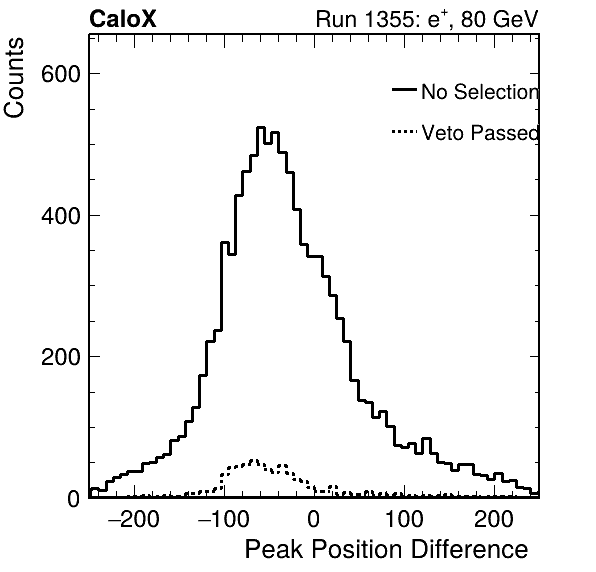 CaloX Run 1355: e⁺, 80 GeV
Counts
600
400
200
0
No Selection
Veto Passed
−200 −100 0 100 200
Peak Position Difference